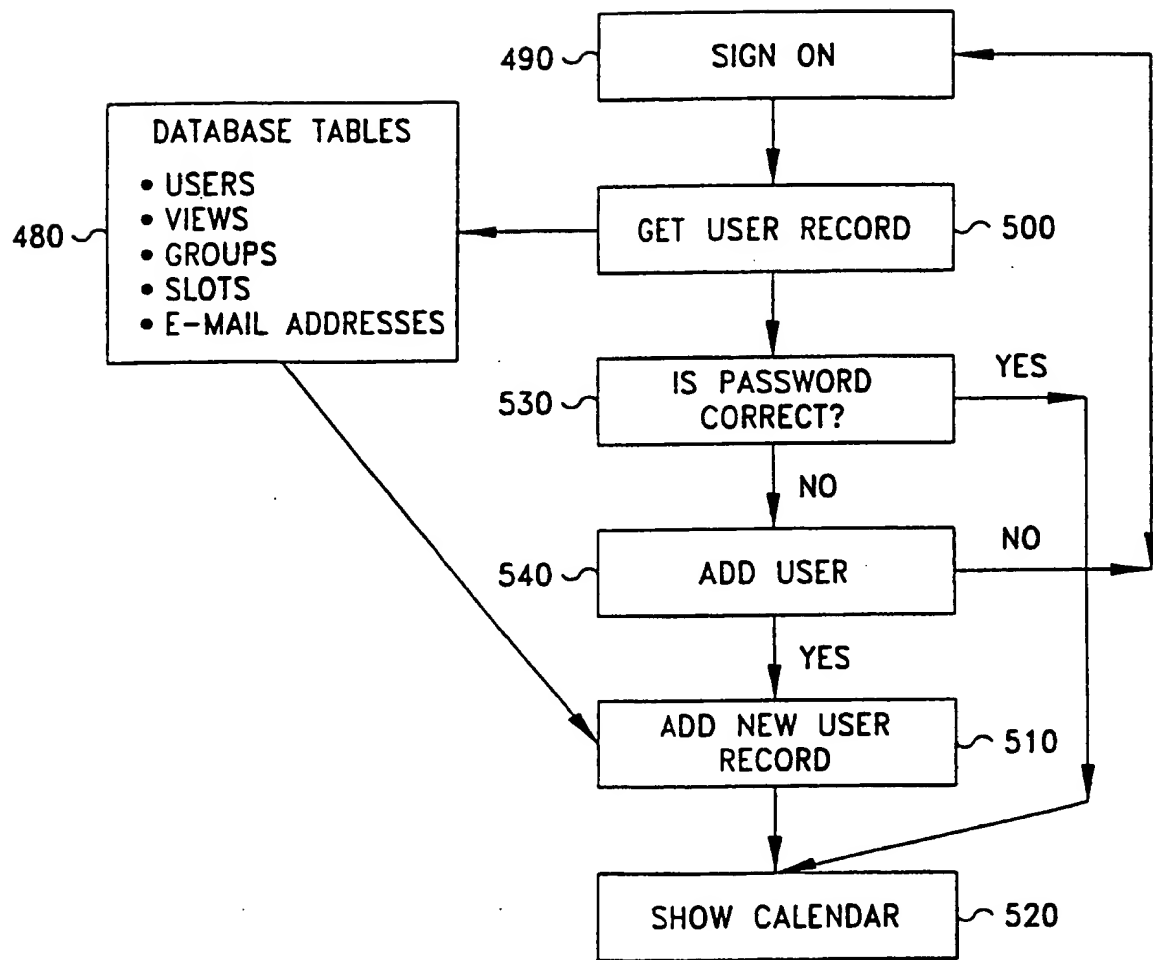 490
SIGN ON
DATABASE TABLES
• USERS
• VIEWS
• GROUPS
• SLOTS
• E-MAIL ADDRESSES
480
GET USER RECORD
500
530
IS PASSWORD
CORRECT?
YES
NO
540
ADD USER
NO
YES
ADD NEW USER
RECORD
510
SHOW CALENDAR
520